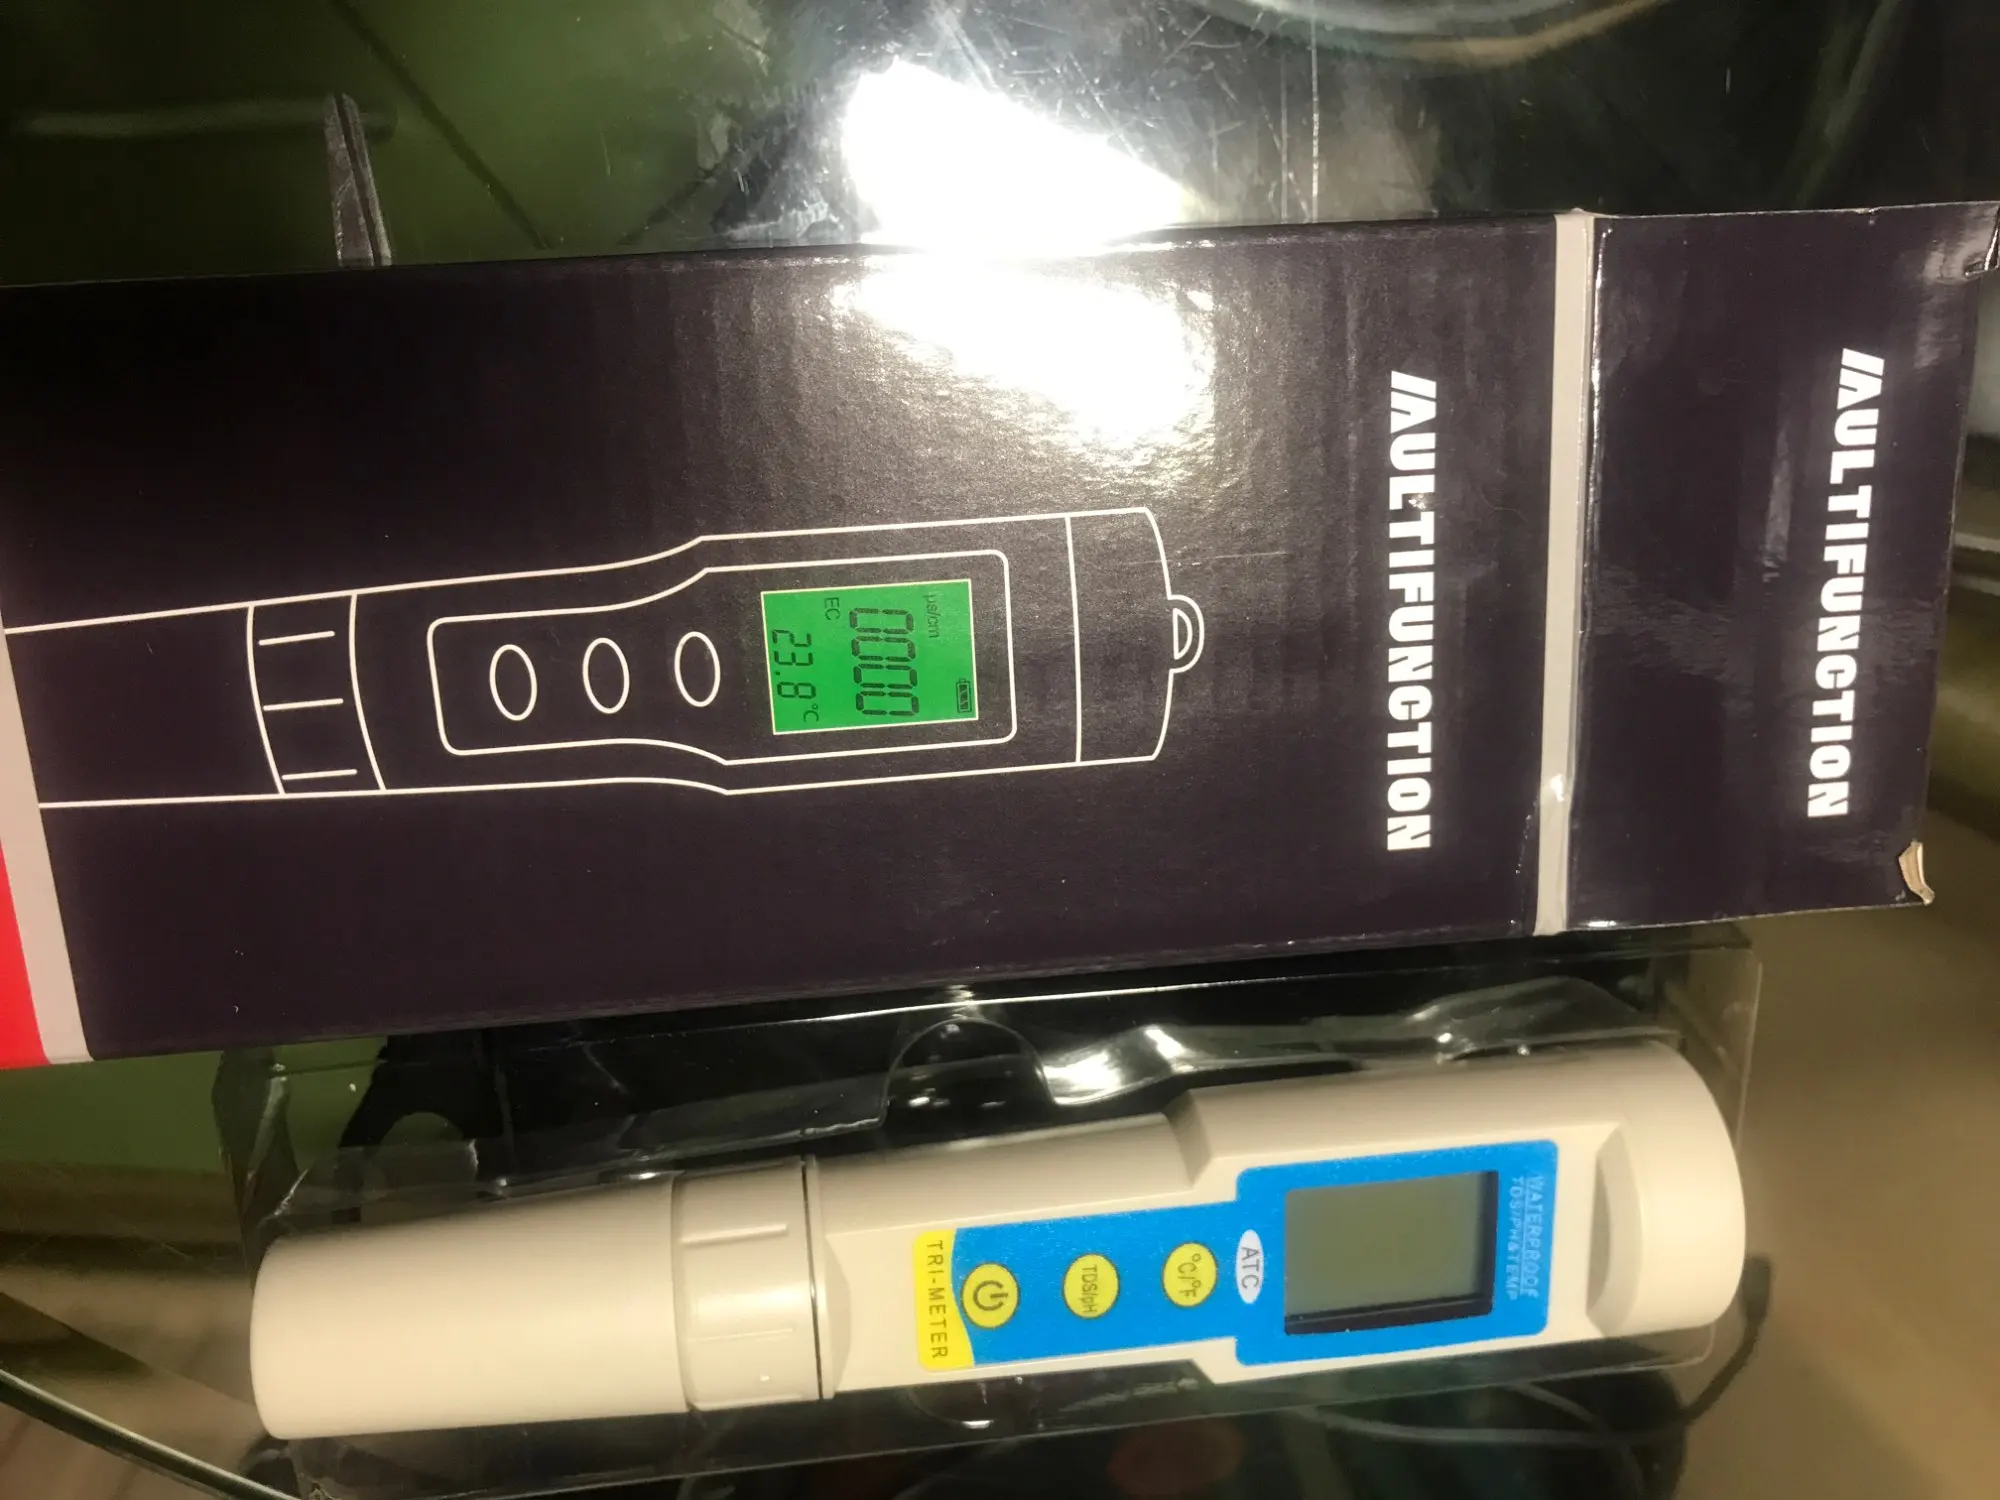 MULTIFUNCTION
MULTIFUNCTION
µs/cm
0000
EC
23.8°C
WATERPROOF
TDS/PH&TEMP
ATC
°C/°F
TDS/pH
TRI-METER